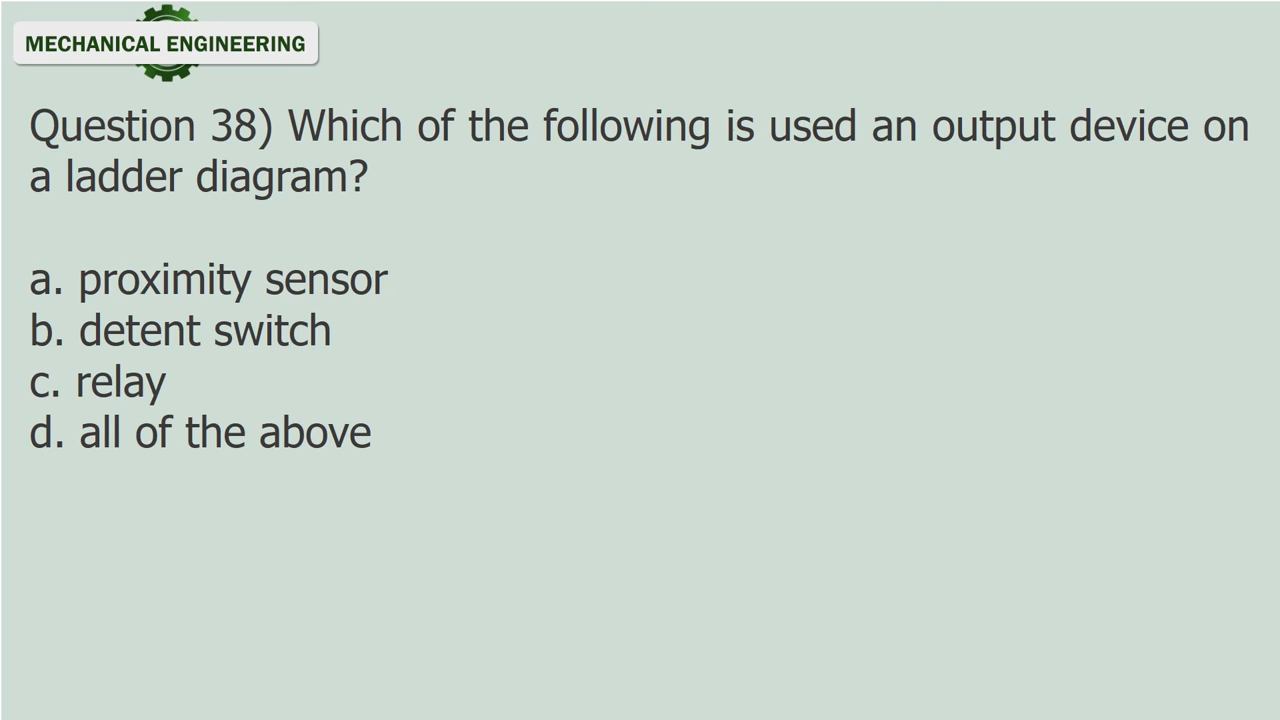 MECHANICAL ENGINEERING
Question 38) Which of the following is used an output device on
a ladder diagram?
a. proximity sensor
b. detent switch
c. relay
d. all of the above